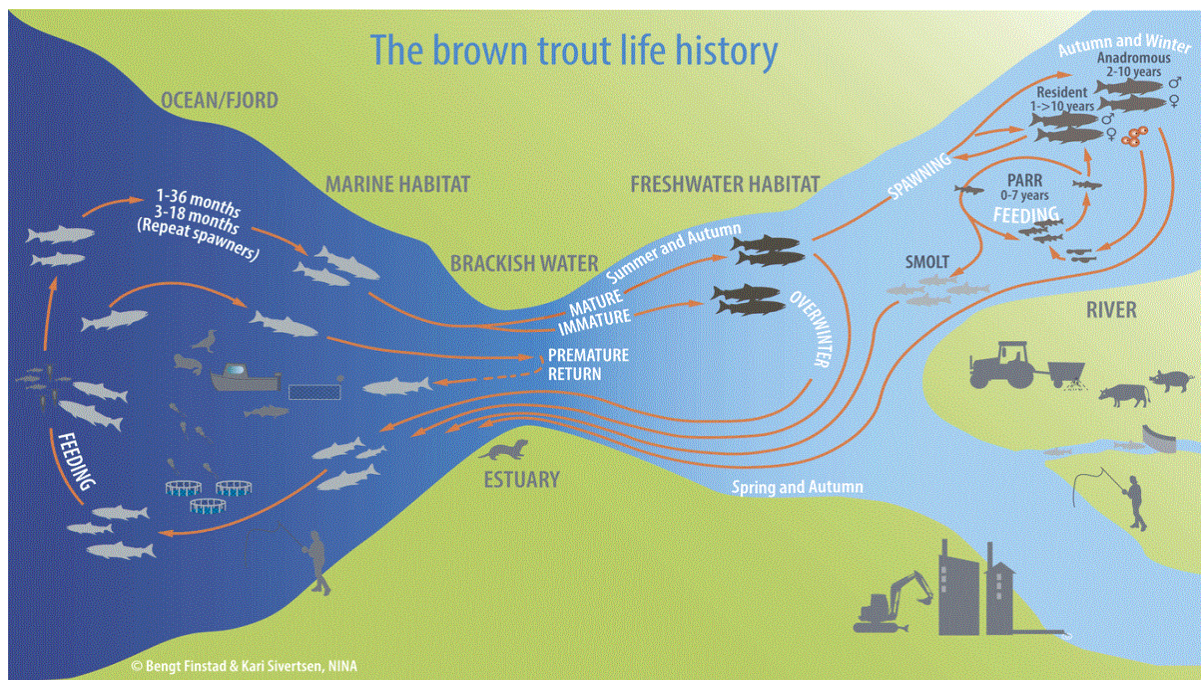 The brown trout life history
Autumn and Winter
Anadromous
2-10 years
♂
♀
Resident
1->10 years
♂
♀
OCEAN/FJORD
MARINE HABITAT
FRESHWATER HABITAT
SPAWNING
PARR
0-7 years
FEEDING
1-36 months
3-18 months
(Repeat spawners)
BRACKISH WATER
Summer and Autumn
SMOLT
MATURE
IMMATURE
OVERWINTER
RIVER
PREMATURE
RETURN
FEEDING
ESTUARY
Spring and Autumn
© Bengt Finstad & Kari Sivertsen, NINA